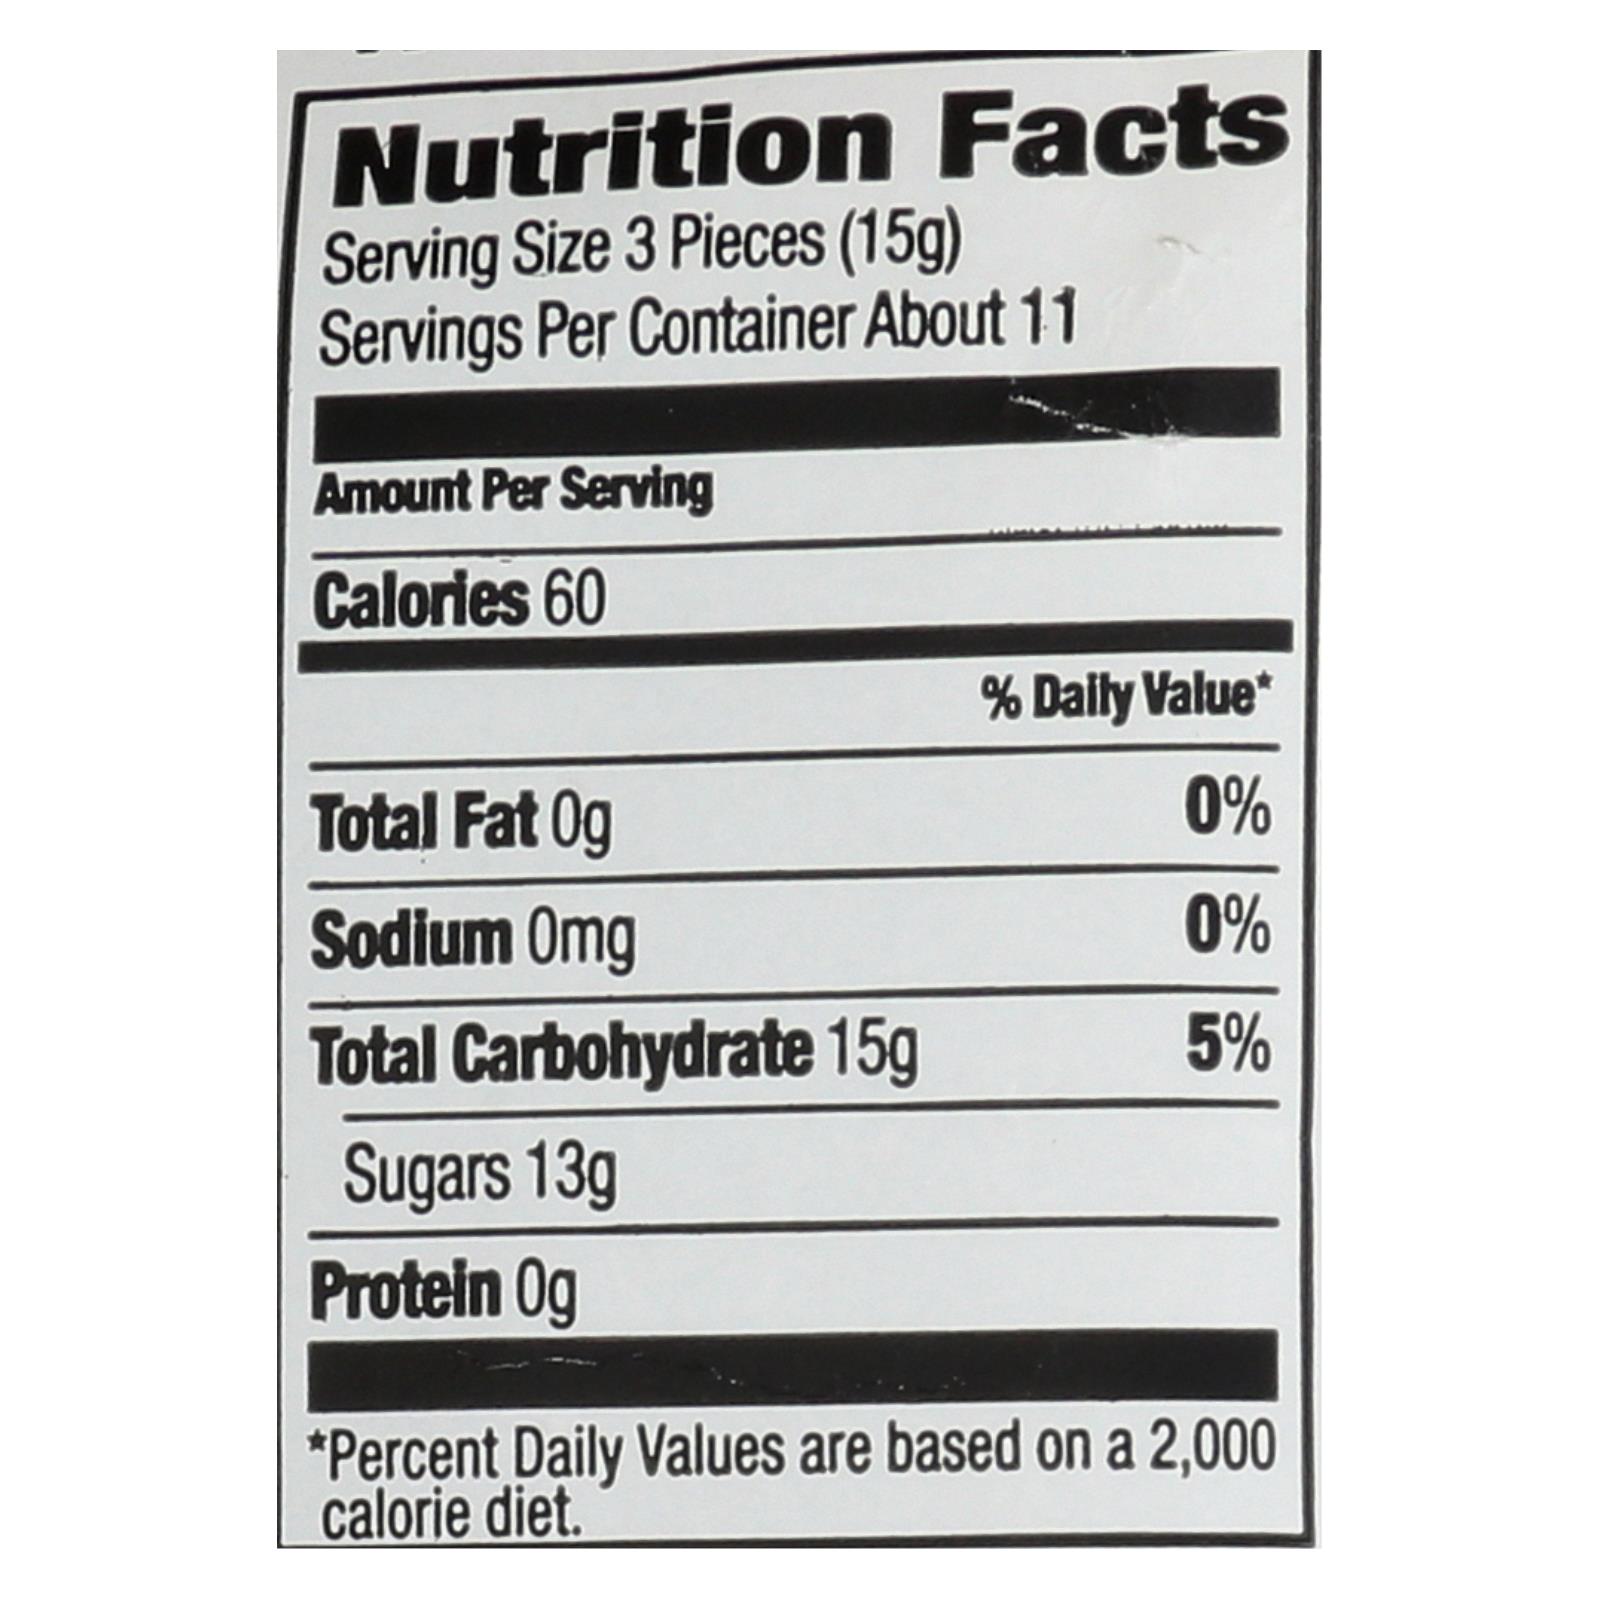 Nutrition Facts
Serving Size 3 Pieces (15g)
Servings Per Container About 11
Amount Per Serving
Calories 60
% Daily Value*
Total Fat 0g 0%
Sodium 0mg 0%
Total Carbohydrate 15g 5%
Sugars 13g
Protein 0g
*Percent Daily Values are based on a 2,000
calorie diet.